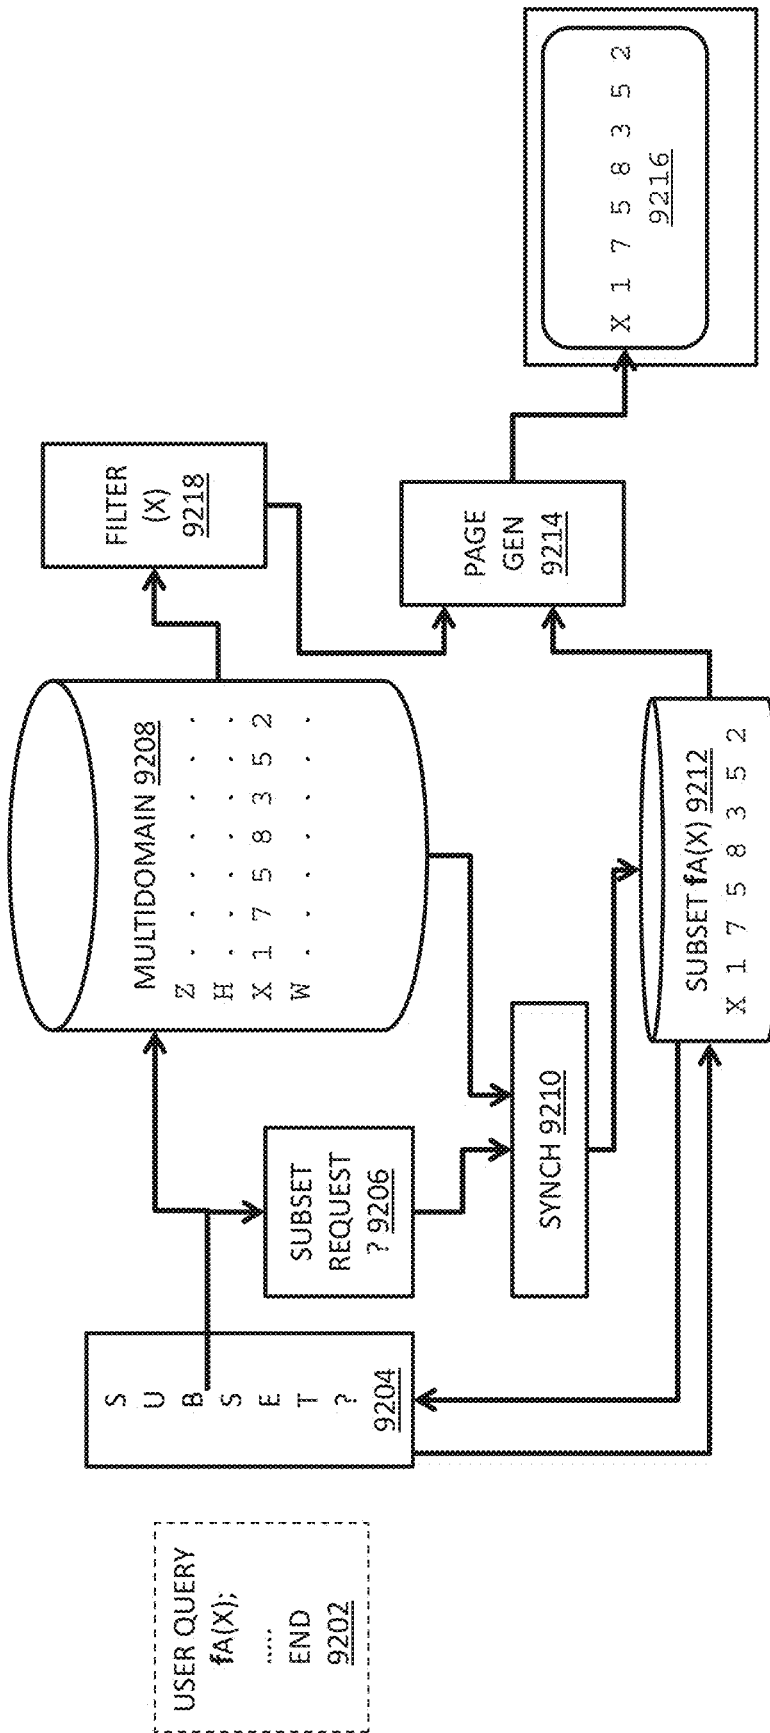 USER QUERY
fA(X);
.....
END
9202
S
U
B
S
E
T
?
9204
SUBSET
REQUEST
? 9206
MULTIDOMAIN 9208
Z . . . . . . .
H . . . . . . .
X 1 7 5 8 3 5 2
W . . . . . . .
SYNCH 9210
SUBSET fA(X) 9212
X 1 7 5 8 3 5 2
FILTER
(X)
9218
PAGE
GEN
9214
X 1 7 5 8 3 5 2
9216